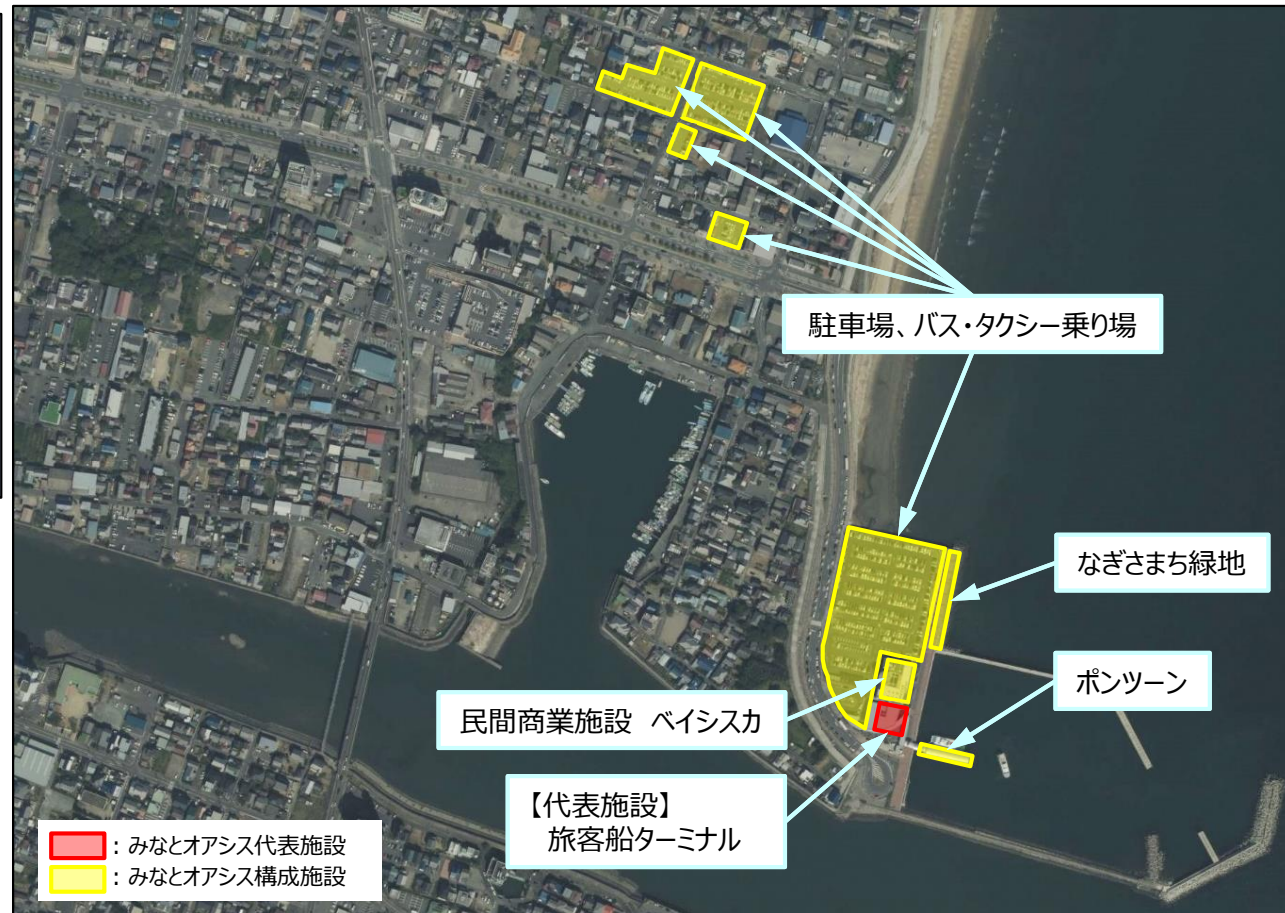 駐車場、バス・タクシー乗り場
なぎさまち緑地
ポンツーン
民間商業施設　ベイシスカ
【代表施設】
旅客船ターミナル
：みなとオアシス代表施設
：みなとオアシス構成施設